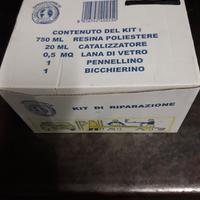 CONTENUTO DEL KIT :
750 ML RESINA POLIESTERE
20 ML CATALIZZATORE
0,5 MQ LANA DI VETRO
1 PENNELLINO
1 BICCHIERINO
KIT DI RIPARAZIONE